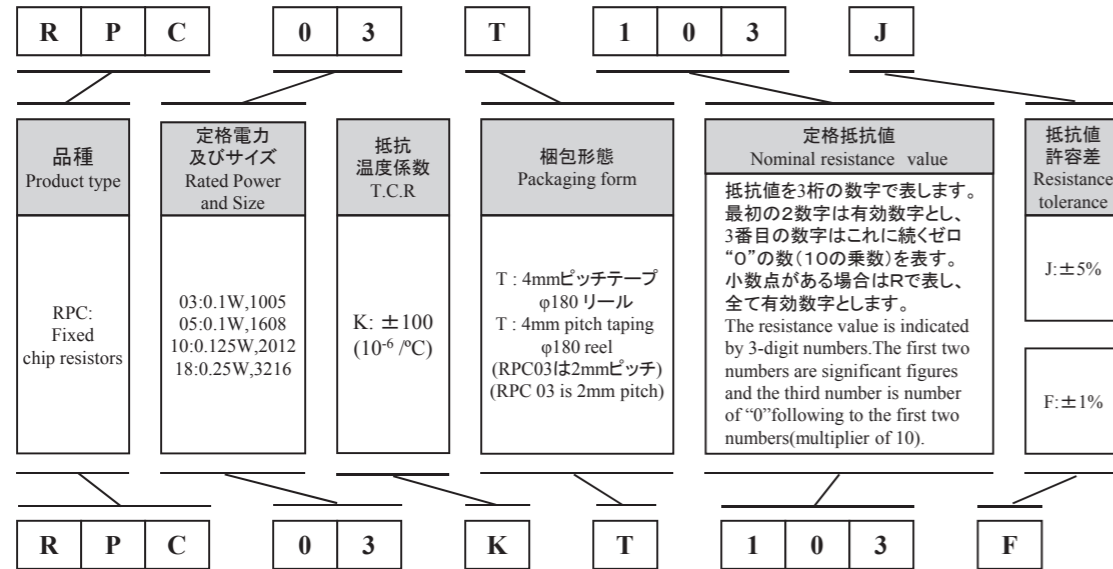 R P C 0 3 T 1 0 3 J
品種
Product type
RPC:
Fixed
chip resistors
定格電力
及びサイズ
Rated Power
and Size
03:0.1W,1005
05:0.1W,1608
10:0.125W,2012
18:0.25W,3216
抵抗
温度係数
T.C.R
K: ±100
(10⁻⁶ /ºC)
梱包形態
Packaging form
T : 4mmピッチテープ
φ180 リール
T : 4mm pitch taping
φ180 reel
(RPC03は2mmピッチ)
(RPC 03 is 2mm pitch)
定格抵抗値
Nominal resistance value
抵抗値を3桁の数字で表します。
最初の2数字は有効数字とし、
3番目の数字はこれに続くゼロ
“0”の数(10の乗数)を表す。
小数点がある場合はRで表し、
全て有効数字とします。
The resistance value is indicated
by 3-digit numbers.The first two
numbers are significant figures
and the third number is number
of “0”following to the first two
numbers(multiplier of 10).
抵抗値
許容差
Resistance
tolerance
J:±5%
F:±1%
R P C 0 3 K T 1 0 3 F